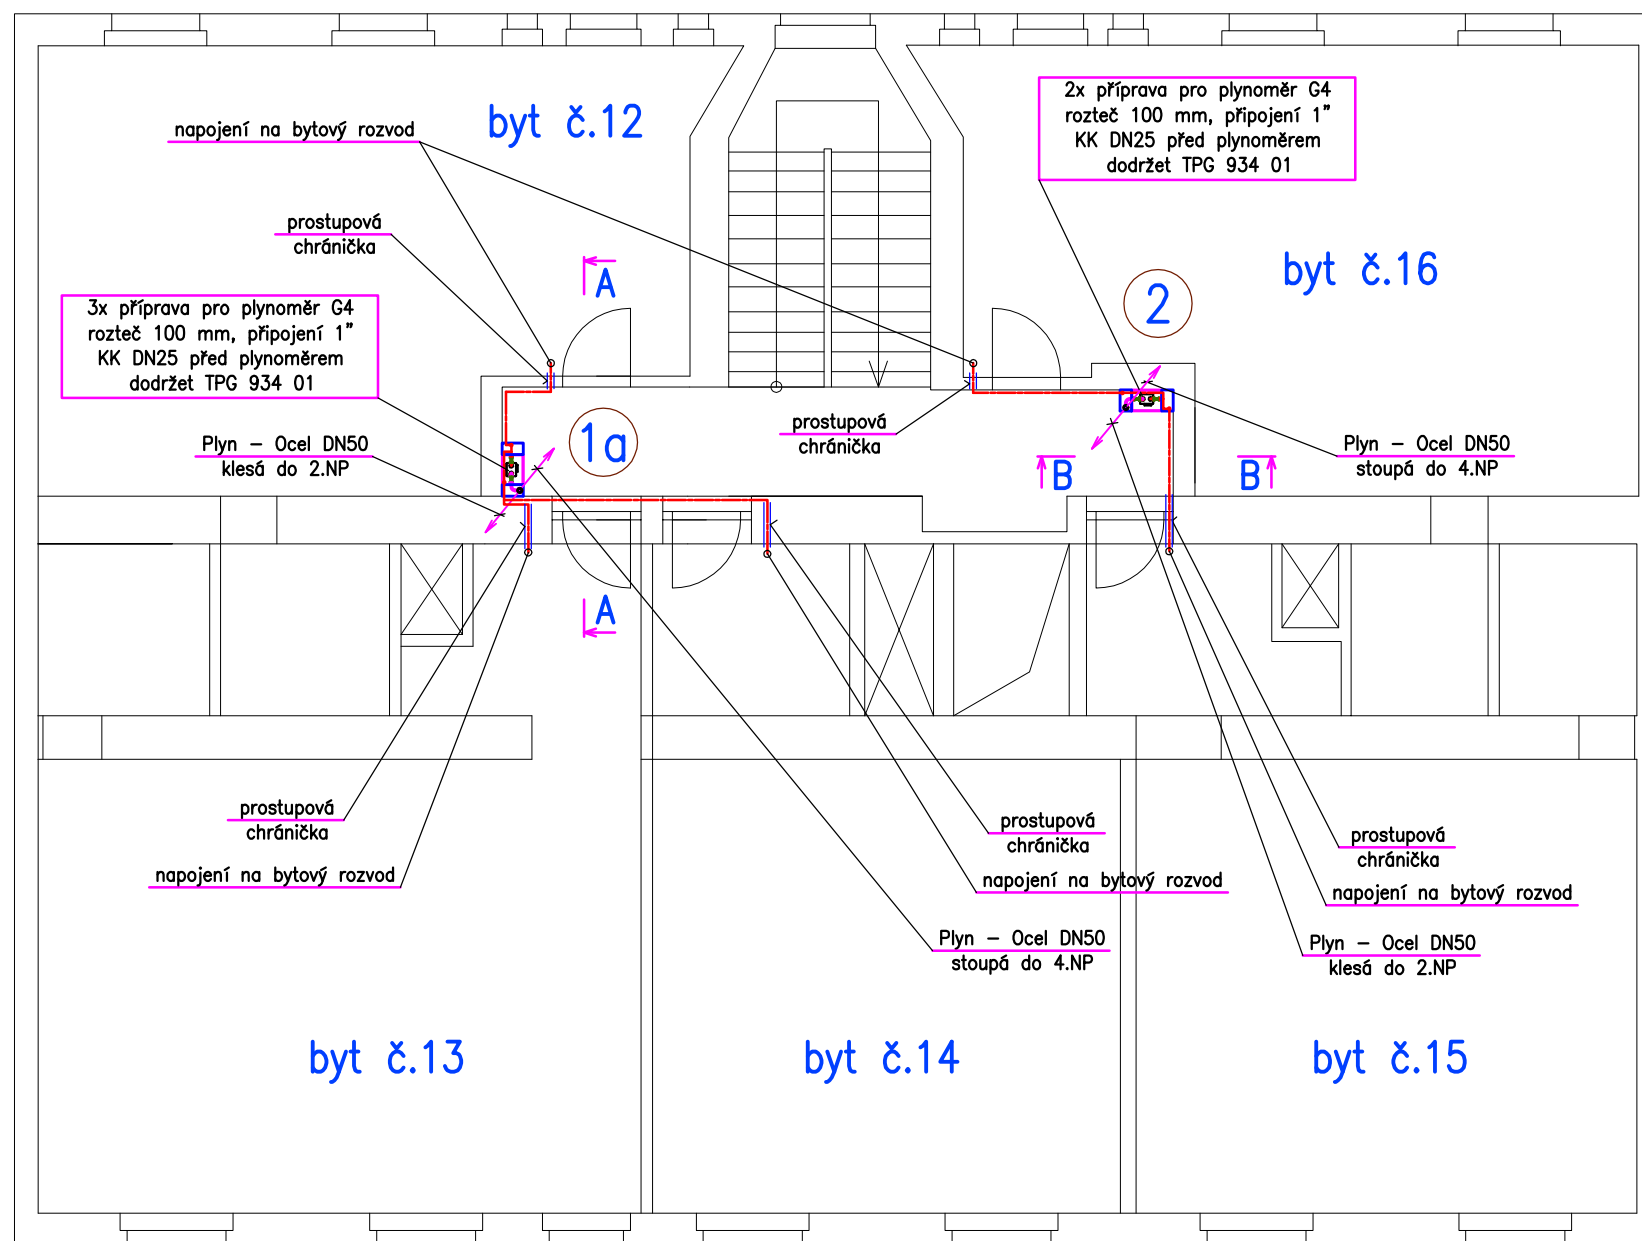 2x příprava pro plynoměr G4
rozteč 100 mm, připojení 1"
KK DN25 před plynoměrem
dodržet TPG 934 01
byt č.12
napojení na bytový rozvod
prostupová
chránička
byt č.16
A
2
3x příprava pro plynoměr G4
rozteč 100 mm, připojení 1"
KK DN25 před plynoměrem
dodržet TPG 934 01
prostupová
chránička
1a
Plyn – Ocel DN50
klesá do 2.NP
Plyn – Ocel DN50
stoupá do 4.NP
B
B
A
prostupová
chránička
prostupová
chránička
prostupová
chránička
napojení na bytový rozvod
napojení na bytový rozvod
napojení na bytový rozvod
Plyn – Ocel DN50
stoupá do 4.NP
Plyn – Ocel DN50
klesá do 2.NP
byt č.13
byt č.14
byt č.15